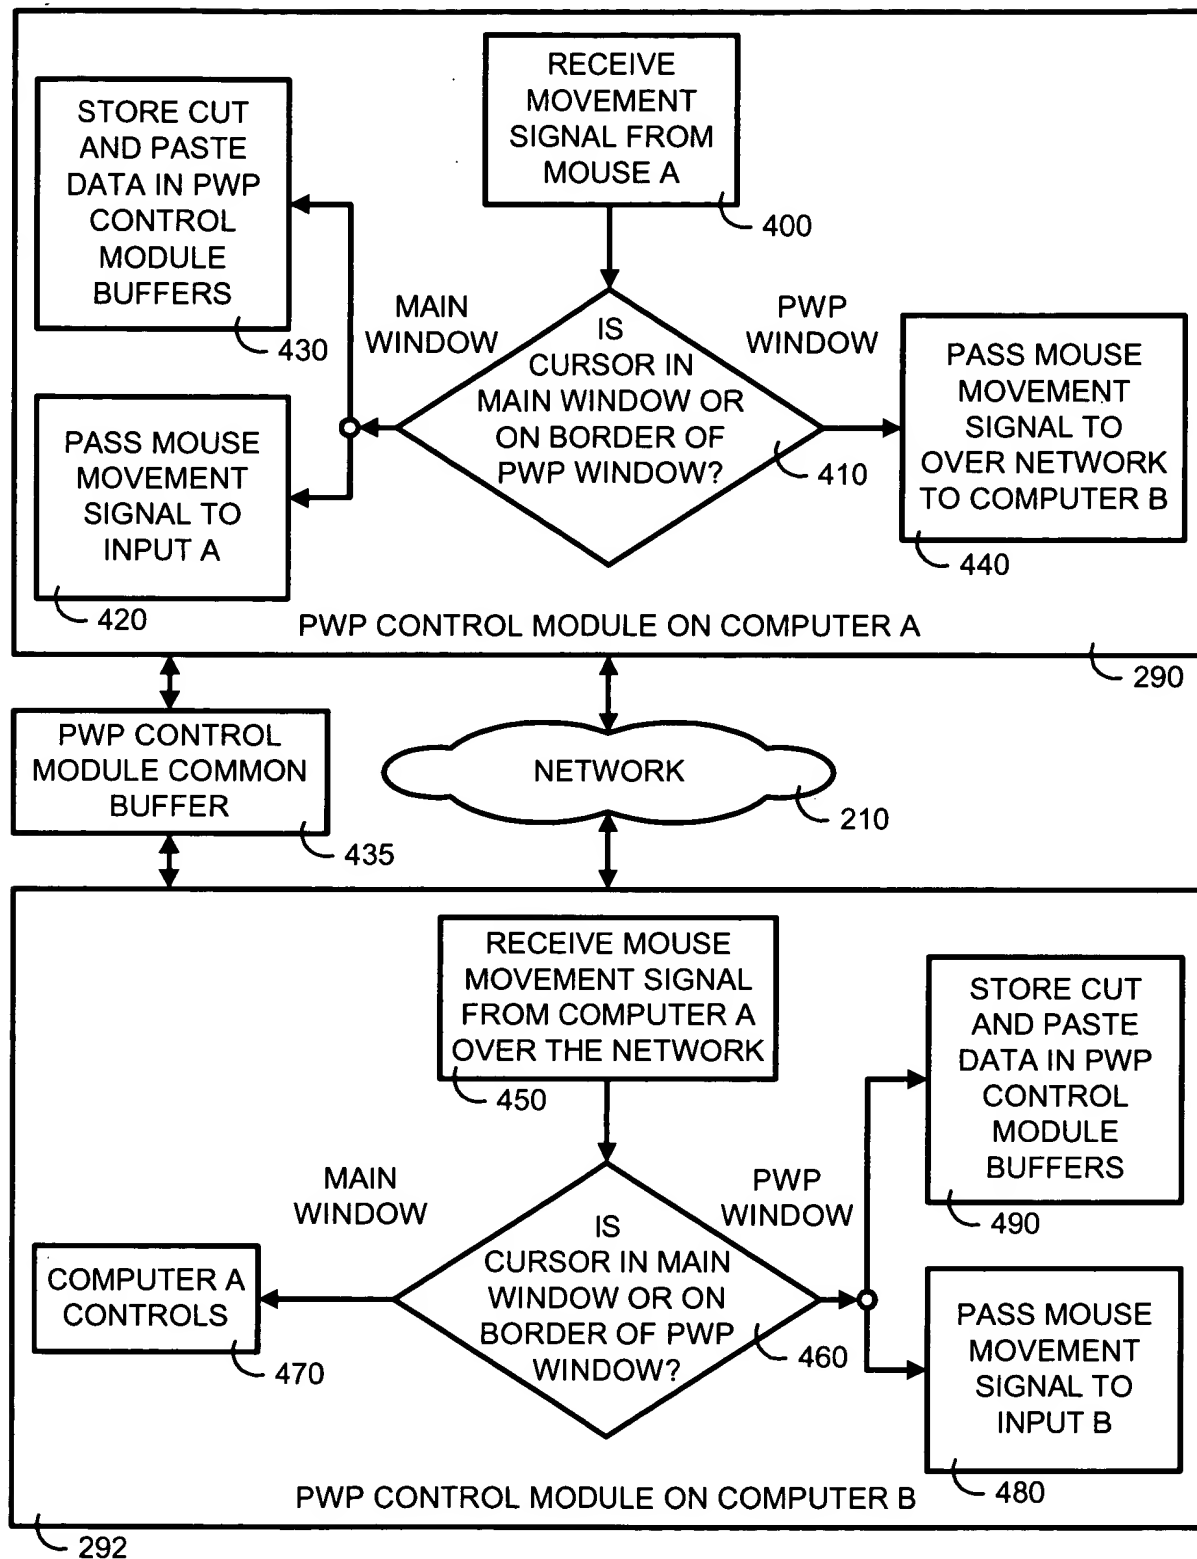 RECEIVE
MOVEMENT
SIGNAL FROM
MOUSE A
400
STORE CUT
AND PASTE
DATA IN PWP
CONTROL
MODULE
BUFFERS
430
MAIN
WINDOW
PWP
WINDOW
IS
CURSOR IN
MAIN WINDOW OR
ON BORDER OF
PWP WINDOW?
410
PASS MOUSE
MOVEMENT
SIGNAL TO
OVER NETWORK
TO COMPUTER B
440
PASS MOUSE
MOVEMENT
SIGNAL TO
INPUT A
420
PWP CONTROL MODULE ON COMPUTER A
290
PWP CONTROL
MODULE COMMON
BUFFER
435
NETWORK
210
RECEIVE MOUSE
MOVEMENT SIGNAL
FROM COMPUTER A
OVER THE NETWORK
450
STORE CUT
AND PASTE
DATA IN PWP
CONTROL
MODULE
BUFFERS
490
MAIN
WINDOW
PWP
WINDOW
IS
CURSOR IN MAIN
WINDOW OR ON
BORDER OF PWP
WINDOW?
460
COMPUTER A
CONTROLS
470
PASS MOUSE
MOVEMENT
SIGNAL TO
INPUT B
480
PWP CONTROL MODULE ON COMPUTER B
292